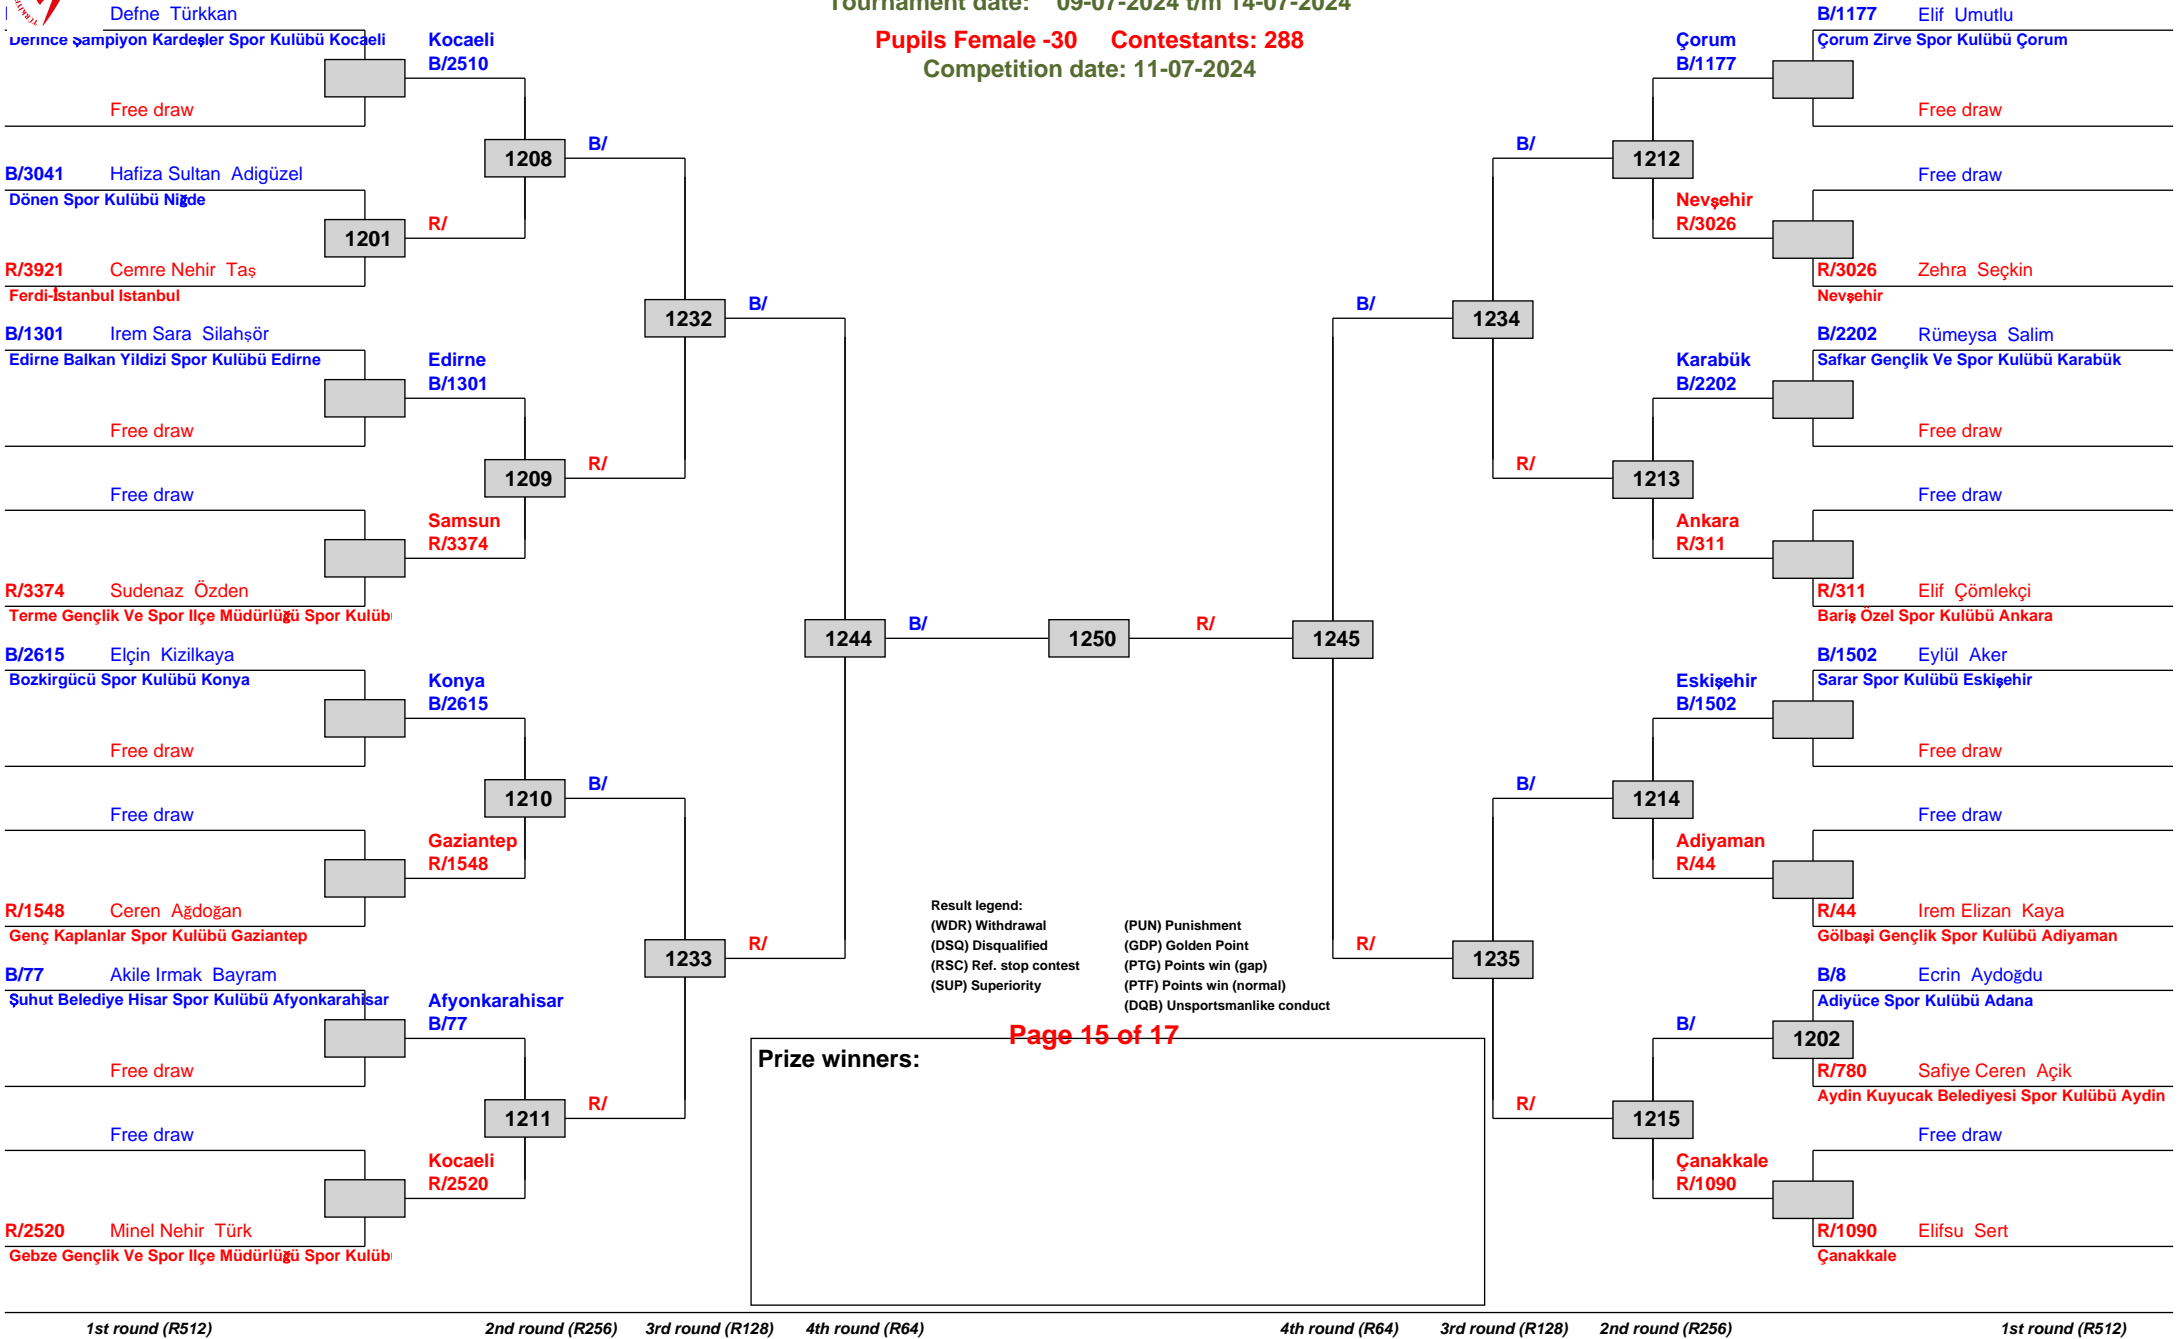 Tournament date: 09-07-2024 t/m 14-07-2024
Pupils Female -30 Contestants: 288
Competition date: 11-07-2024
Defne Türkkan
Derince Şampiyon Kardeşler Spor Kulübü Kocaeli
Kocaeli
B/2510
Free draw
1208
B/
B/3041 Hafiza Sultan Adigüzel
Dönen Spor Kulübü Niğde
1201
R/
R/3921 Cemre Nehir Taş
Ferdi-İstanbul Istanbul
1232
B/
B/1301 Irem Sara Silahşör
Edirne Balkan Yildizi Spor Kulübü Edirne
Edirne
B/1301
Free draw
1209
R/
Free draw
Samsun
R/3374
R/3374 Sudenaz Özden
Terme Gençlik Ve Spor Ilçe Müdürlüğü Spor Kulüb
1244
B/
1250
R/
1245
B/2615 Elçin Kizilkaya
Bozkirgücü Spor Kulübü Konya
Konya
B/2615
Free draw
1210
B/
Free draw
Gaziantep
R/1548
R/1548 Ceren Ağdoğan
Genç Kaplanlar Spor Kulübü Gaziantep
1233
R/
B/77 Akile Irmak Bayram
Şuhut Belediye Hisar Spor Kulübü Afyonkarahisar
Afyonkarahisar
B/77
Free draw
1211
R/
Free draw
Kocaeli
R/2520
R/2520 Minel Nehir Türk
Gebze Gençlik Ve Spor Ilçe Müdürlüğü Spor Kulüb
B/1177 Elif Umutlu
Çorum Zirve Spor Kulübü Çorum
Çorum
B/1177
Free draw
B/
1212
Free draw
Nevşehir
R/3026
R/3026 Zehra Seçkin
Nevşehir
B/
1234
B/2202 Rümeysa Salim
Safkar Gençlik Ve Spor Kulübü Karabük
Karabük
B/2202
Free draw
R/
1213
Free draw
Ankara
R/311
R/311 Elif Çömlekçi
Bariş Özel Spor Kulübü Ankara
B/1502 Eylül Aker
Sarar Spor Kulübü Eskişehir
Eskişehir
B/1502
Free draw
B/
1214
Free draw
Adiyaman
R/44
R/44 Irem Elizan Kaya
Gölbaşi Gençlik Spor Kulübü Adiyaman
R/
1235
B/8 Ecrin Aydoğdu
Adiyüce Spor Kulübü Adana
B/
1202
R/780 Safiye Ceren Açik
Aydin Kuyucak Belediyesi Spor Kulübü Aydin
R/
1215
Free draw
Çanakkale
R/1090
R/1090 Elifsu Sert
Çanakkale
Result legend:
(WDR) Withdrawal (PUN) Punishment
(DSQ) Disqualified (GDP) Golden Point
(RSC) Ref. stop contest (PTG) Points win (gap)
(SUP) Superiority (PTF) Points win (normal)
(DQB) Unsportsmanlike conduct
Page 15 of 17
Prize winners:
1st round (R512) 2nd round (R256) 3rd round (R128) 4th round (R64) 4th round (R64) 3rd round (R128) 2nd round (R256) 1st round (R512)